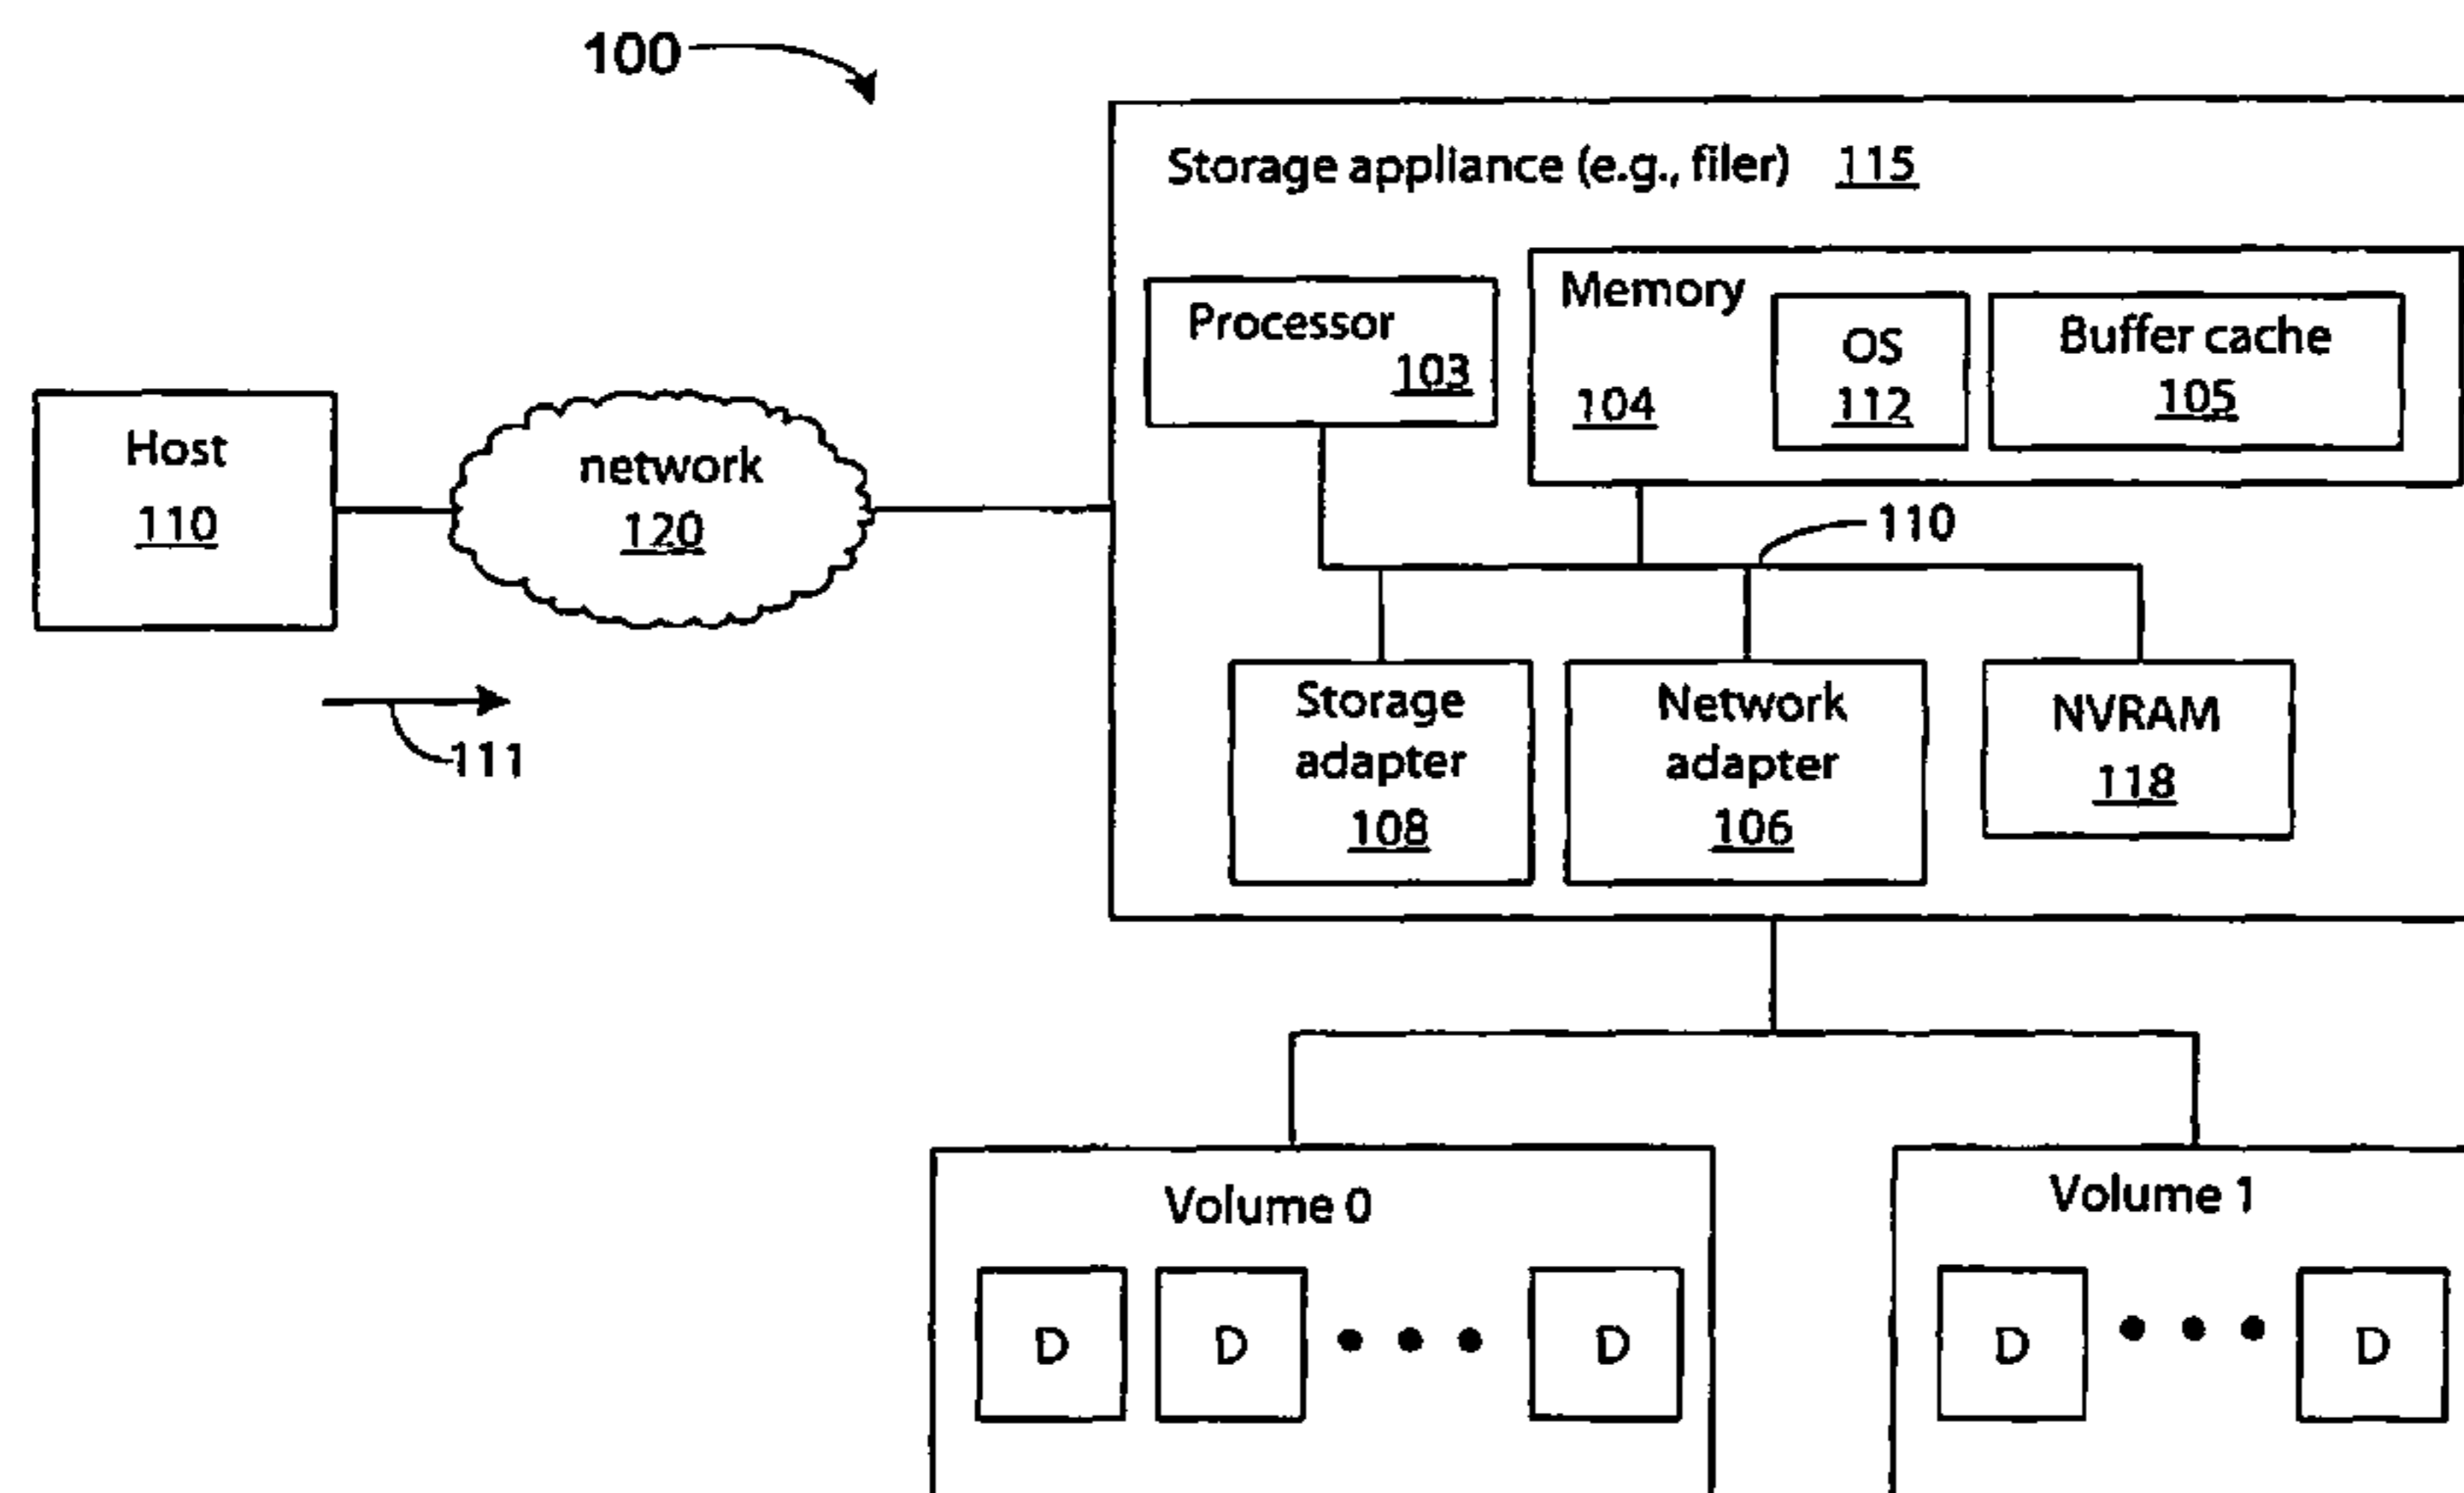 100
Storage appliance (e.g., filer) 115
Processor
103
Memory
104
OS
112
Buffer cache
105
Host
110
network
120
110
111
Storage
adapter
108
Network
adapter
106
NVRAM
118
Volume 0
D D D
Volume 1
D D